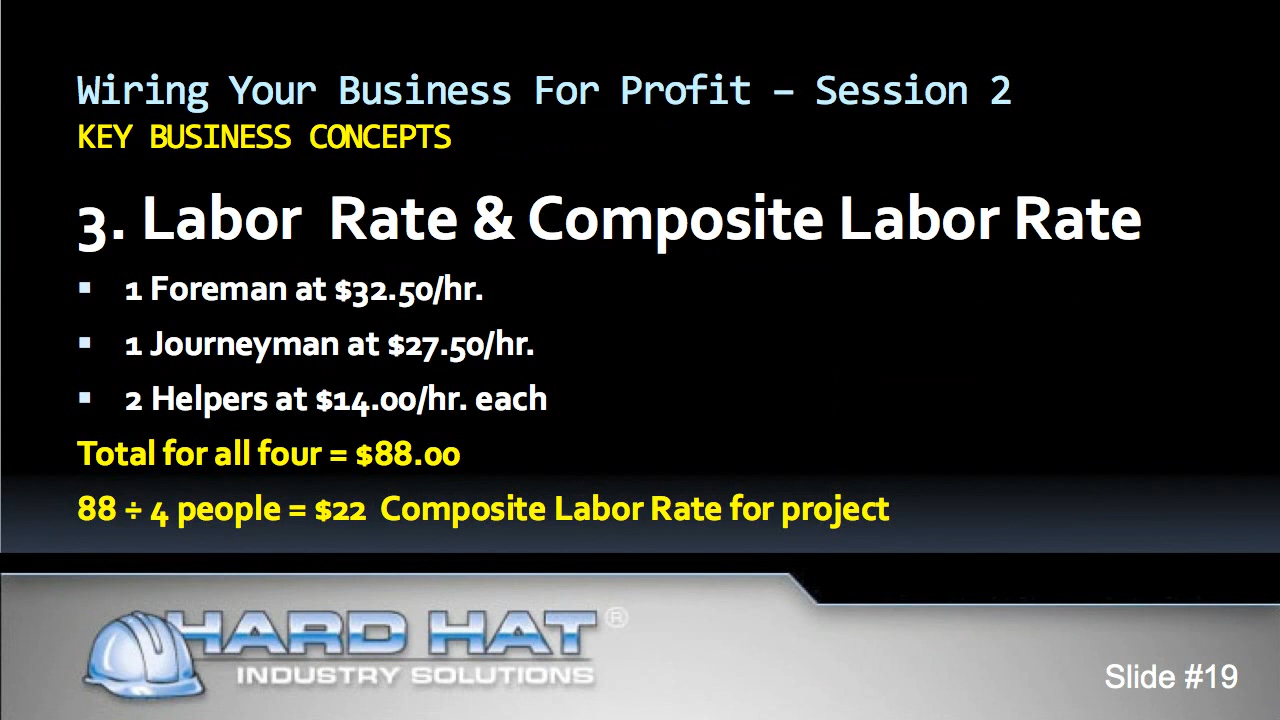 Wiring Your Business For Profit – Session 2
KEY BUSINESS CONCEPTS
3. Labor Rate & Composite Labor Rate
▪ 1 Foreman at $32.50/hr.
▪ 1 Journeyman at $27.50/hr.
▪ 2 Helpers at $14.00/hr. each
Total for all four = $88.00
88 ÷ 4 people = $22 Composite Labor Rate for project
HARD HAT®
INDUSTRY SOLUTIONS
Slide #19